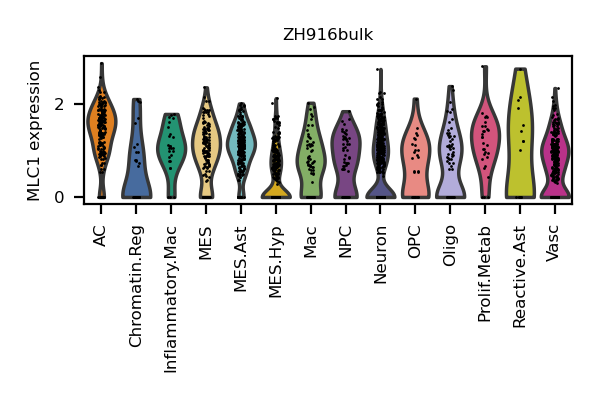 ZH916bulk
MLC1 expression
2
0
AC
Chromatin.Reg
Inflammatory.Mac
MES
MES.Ast
MES.Hyp
Mac
NPC
Neuron
OPC
Oligo
Prolif.Metab
Reactive.Ast
Vasc